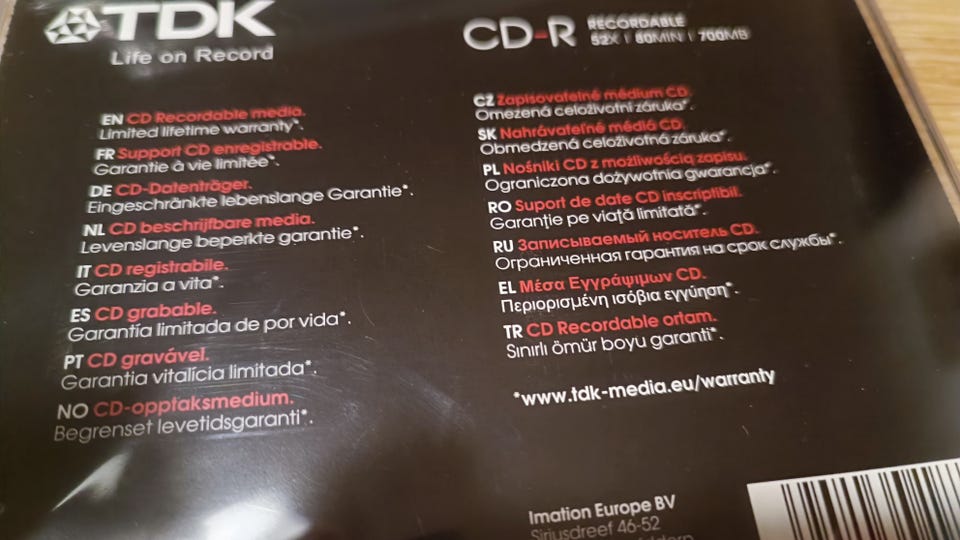 TDK
Life on Record
CD-R RECORDABLE
52X | 80MIN | 700MB
EN CD Recordable media.
Limited lifetime warranty*.
FR Support CD enregistrable.
Garantie à vie limitée*.
DE CD-Datenträger.
Eingeschränkte lebenslange Garantie*.
NL CD beschrijfbare media.
Levenslange beperkte garantie*.
IT CD registrabile.
Garanzia a vita*.
ES CD grabable.
Garantía limitada de por vida*.
PT CD gravável.
Garantia vitalícia limitada*.
NO CD-opptaksmedium.
Begrenset levetidsgaranti*.
CZ Zapisovatelné médium CD.
Omezená celoživotní záruka*.
SK Nahrávateľné médiá CD.
Obmedzená celoživotná záruka*.
PL Nośniki CD z możliwością zapisu.
Ograniczona dożywotnia gwarancja*.
RO Suport de date CD inscriptibil.
Garanţie pe viaţă limitată*.
RU Записываемый носитель CD.
Ограниченная гарантия на срок службы*.
EL Μέσα Εγγράψιμων CD.
Περιορισμένη ισόβια εγγύηση*.
TR CD Recordable ortam.
Sınırlı ömür boyu garanti*.
*www.tdk-media.eu/warranty
Imation Europe BV
Siriusdreef 46-52